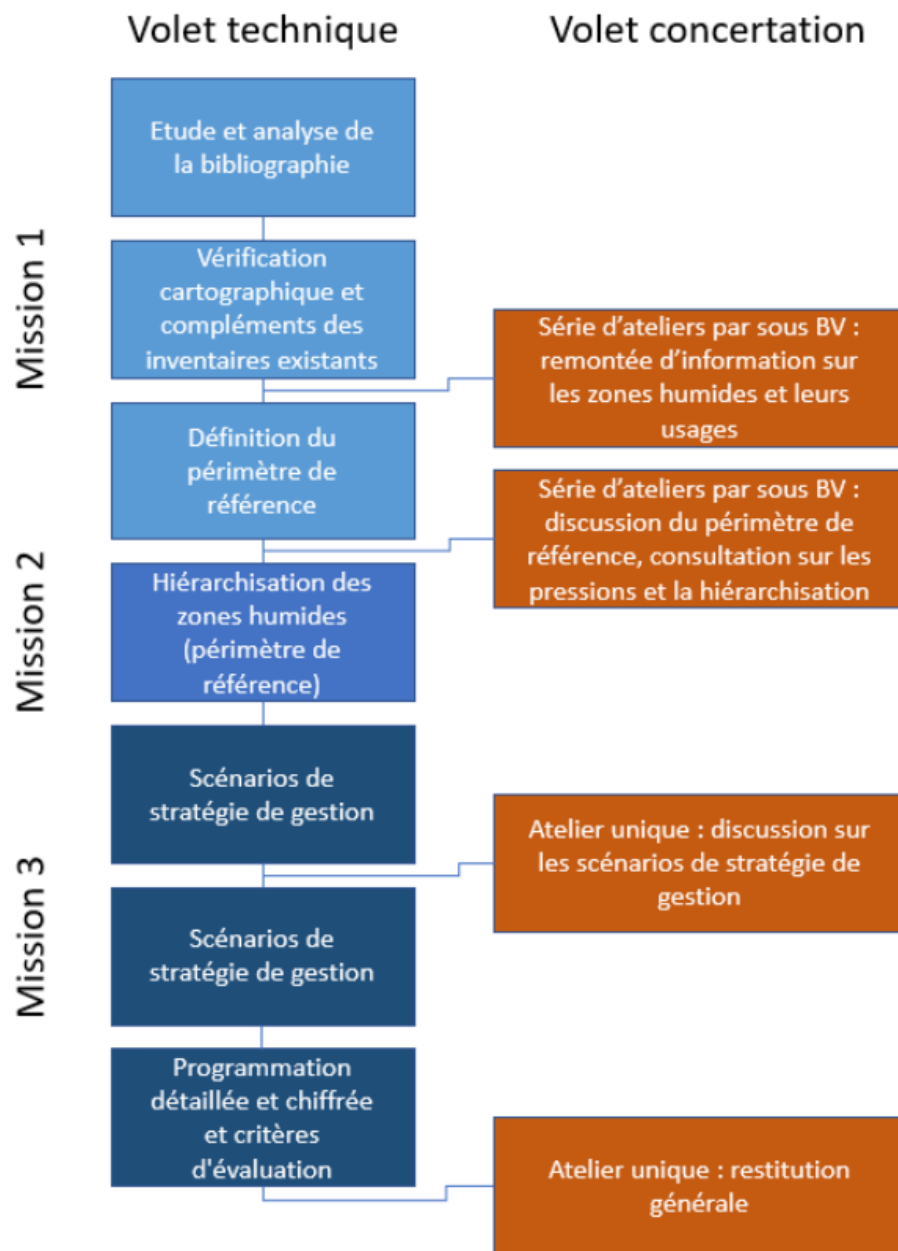 Volet technique
Volet concertation
Mission 1
Etude et analyse de
la bibliographie
Vérification
cartographique et
compléments des
inventaires existants
Série d'ateliers par sous BV :
remontée d'information sur
les zones humides et leurs
usages
Définition du
périmètre de
référence
Série d'ateliers par sous BV :
discussion du périmètre de
référence, consultation sur les
pressions et la hiérarchisation
Mission 2
Hiérarchisation des
zones humides
(périmètre de
référence)
Mission 3
Scénarios de
stratégie de gestion
Atelier unique : discussion sur
les scénarios de stratégie de
gestion
Scénarios de
stratégie de gestion
Programmation
détaillée et chiffrée
et critères
d'évaluation
Atelier unique : restitution
générale